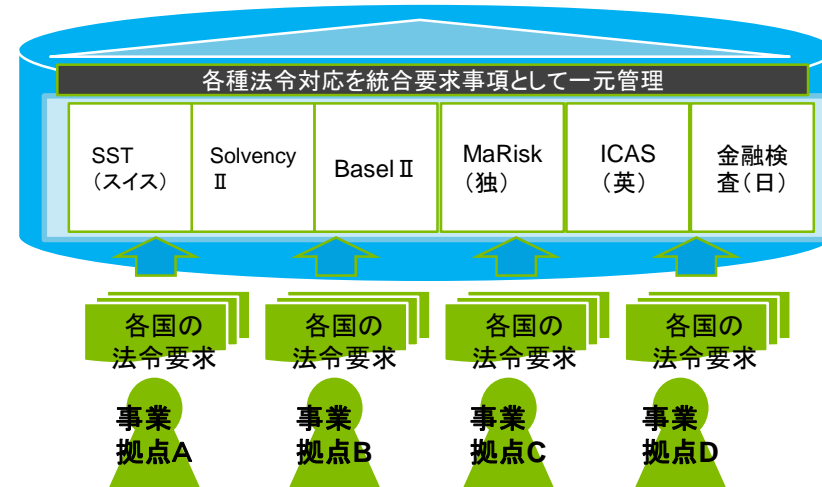 各種法令対応を統合要求事項として一元管理
SST
（スイス）
Solvency
Ⅱ
Basel Ⅱ
MaRisk
（独）
ICAS
（英）
金融検
査（日）
各国の
法令要求
各国の
法令要求
各国の
法令要求
各国の
法令要求
事業
拠点A
事業
拠点B
事業
拠点C
事業
拠点D